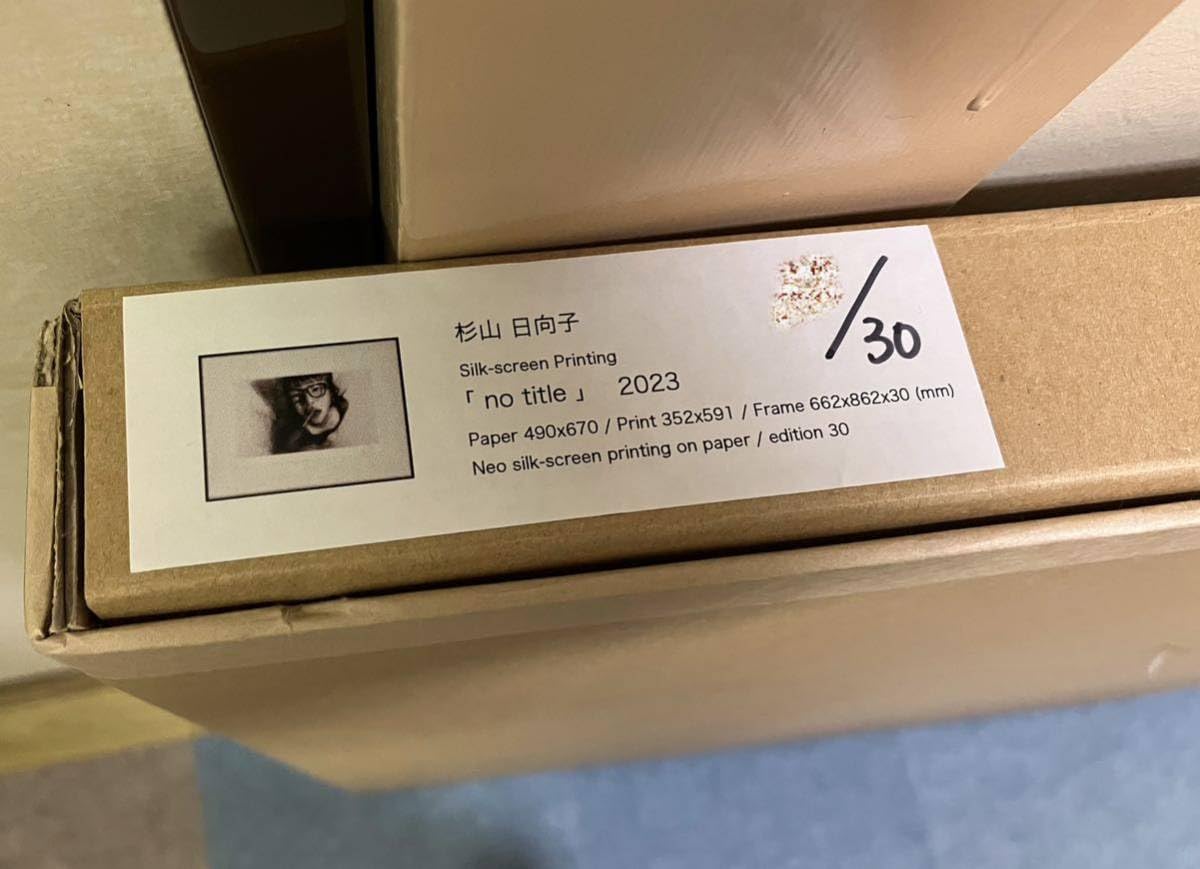 杉山 日向子
Silk-screen Printing
「 no title 」 2023
Paper 490x670 / Print 352x591 / Frame 662x862x30 (mm)
Neo silk-screen printing on paper / edition 30
/30